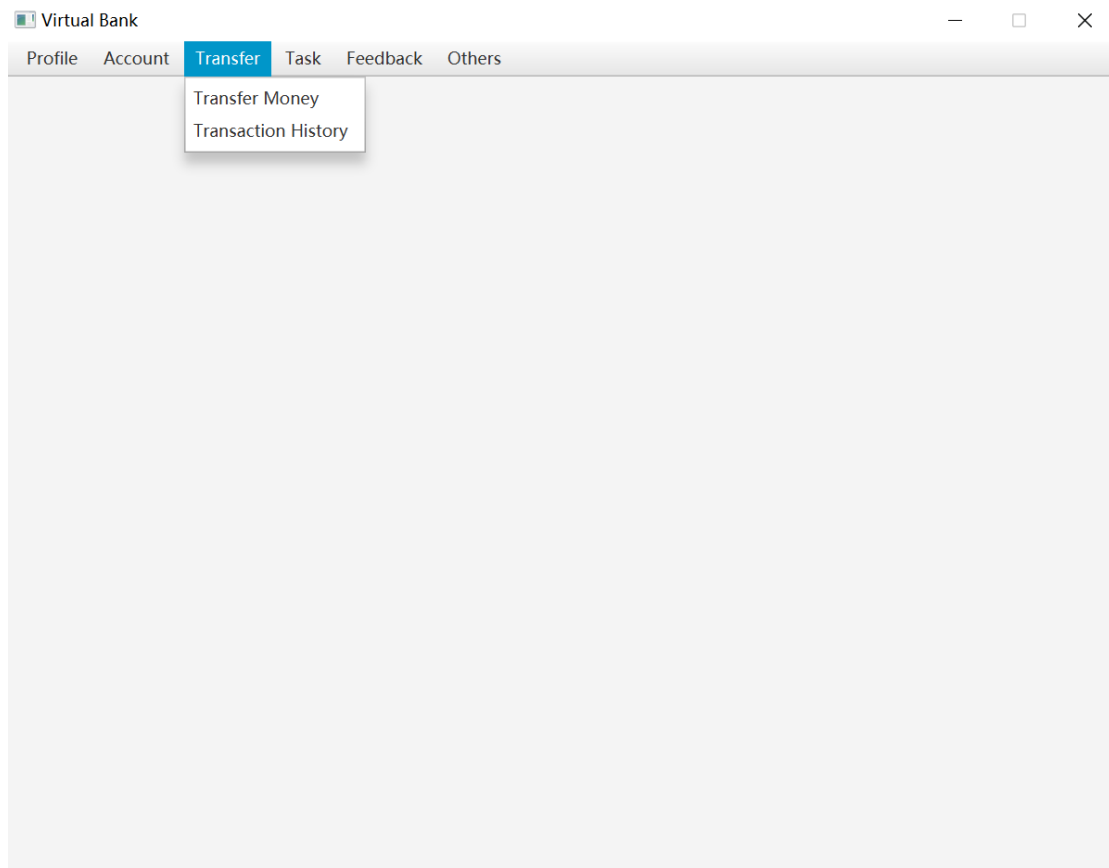 Virtual Bank
Profile Account Transfer Task Feedback Others
Transfer Money
Transaction History